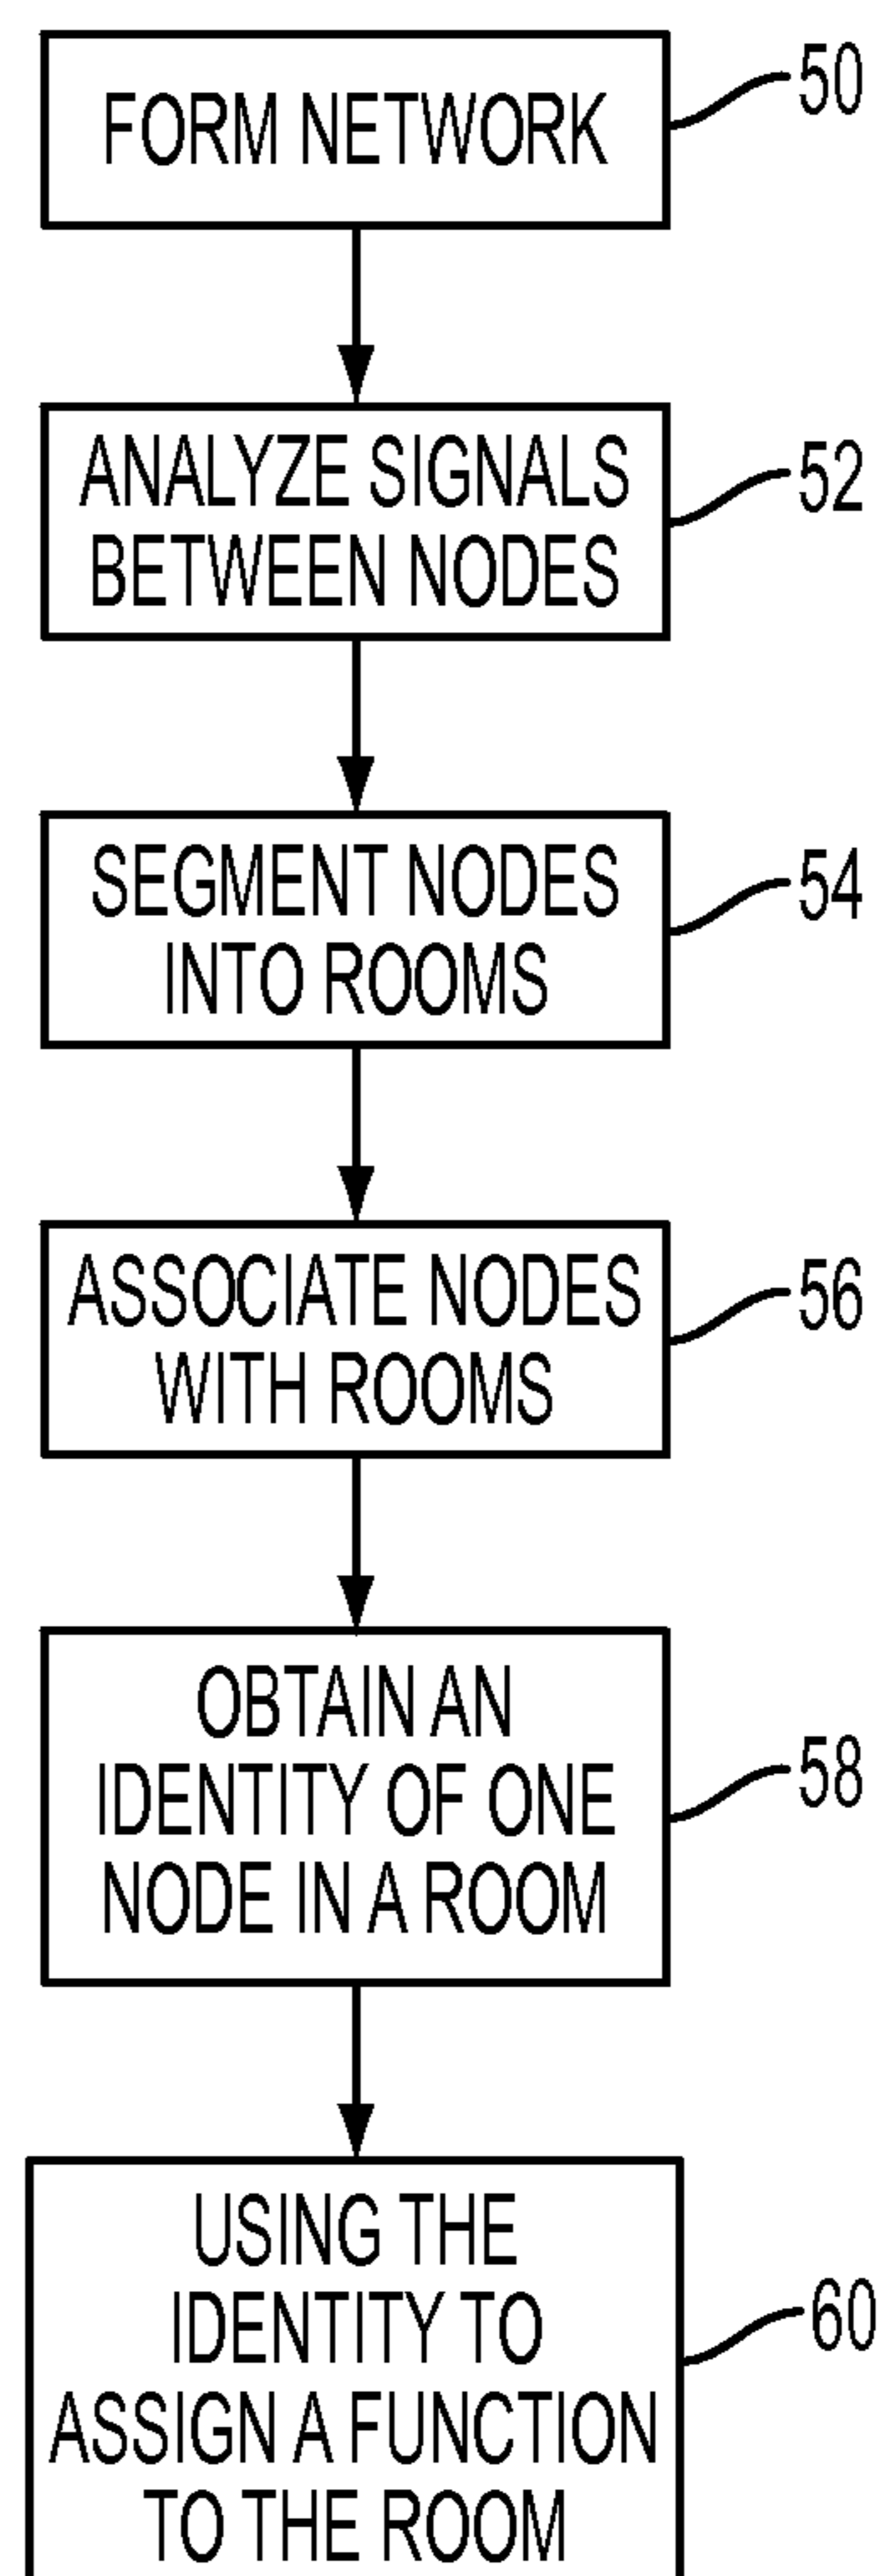 FORM NETWORK
50
ANALYZE SIGNALS
BETWEEN NODES
52
SEGMENT NODES
INTO ROOMS
54
ASSOCIATE NODES
WITH ROOMS
56
OBTAIN AN
IDENTITY OF ONE
NODE IN A ROOM
58
USING THE
IDENTITY TO
ASSIGN A FUNCTION
TO THE ROOM
60